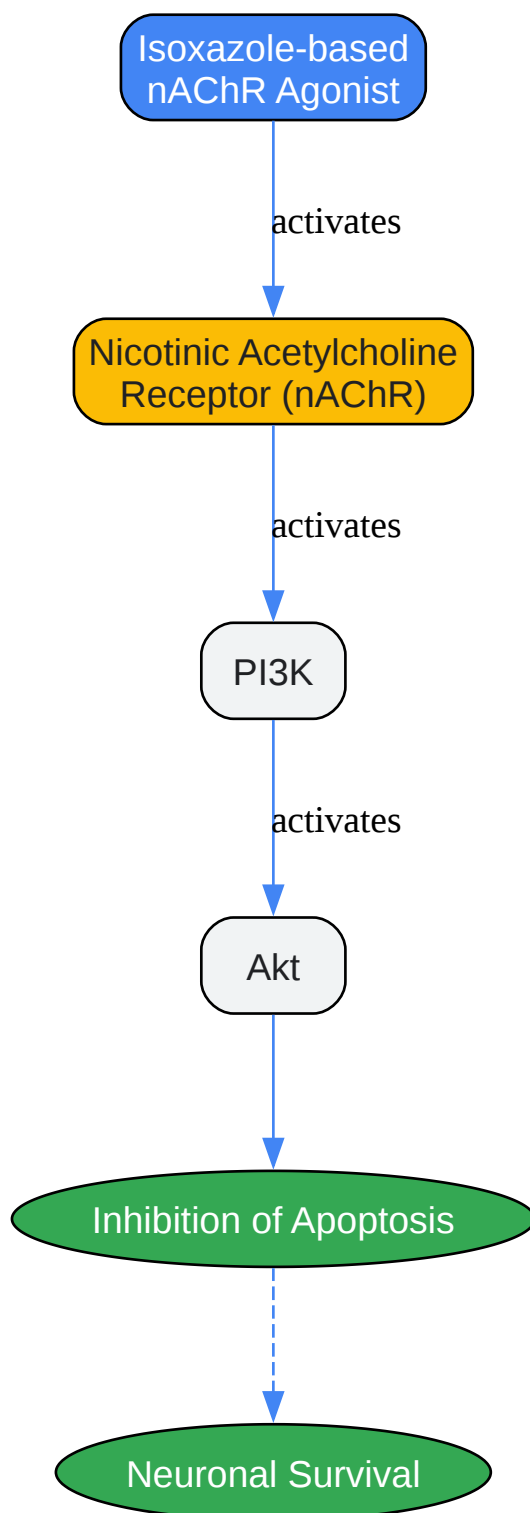 Isoxazole-based
nAChR Agonist
activates
Nicotinic Acetylcholine
Receptor (nAChR)
activates
PI3K
activates
Akt
Inhibition of Apoptosis
Neuronal Survival